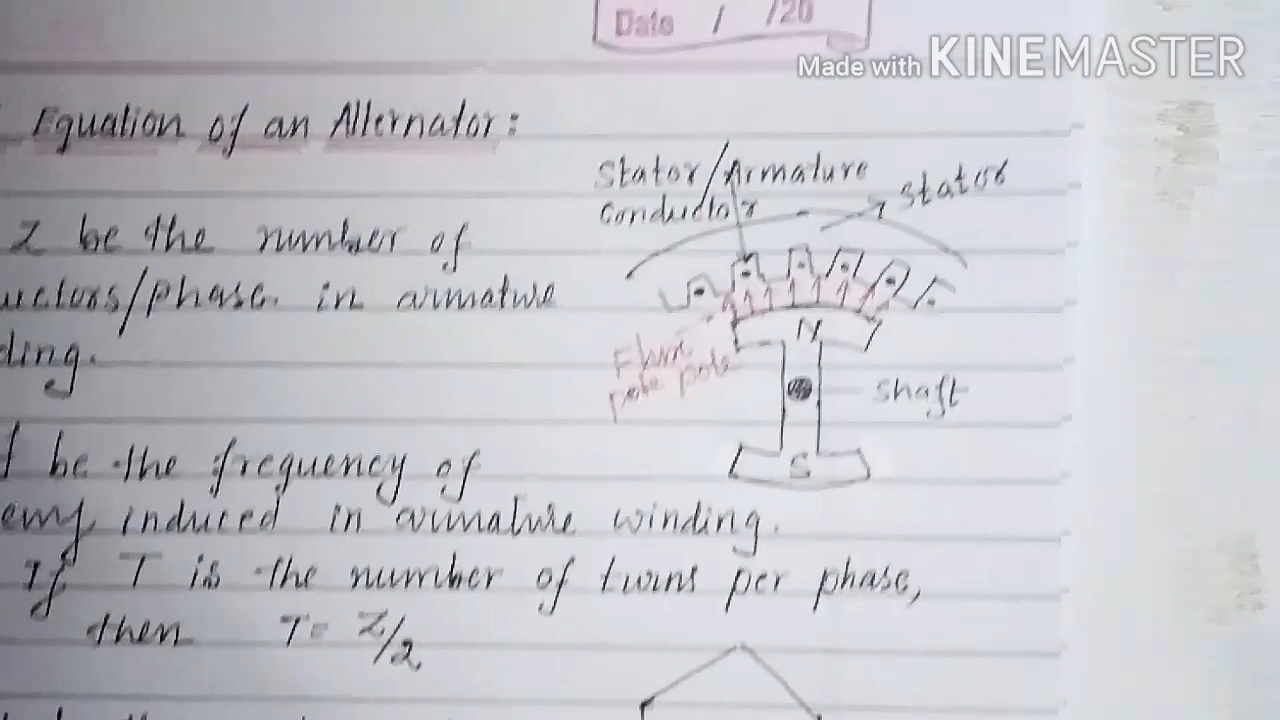 Date / /20
Made with KINEMASTER
Equation of an Alternator:
Stator/Armature
conductor
stator
Z be the number of
uctors/phase. in armature
ding.
N
Flux
pole
shaft
S
f be the frequency of
emf induced in armature winding.
If T is the number of turns per phase,
then T = Z/2.